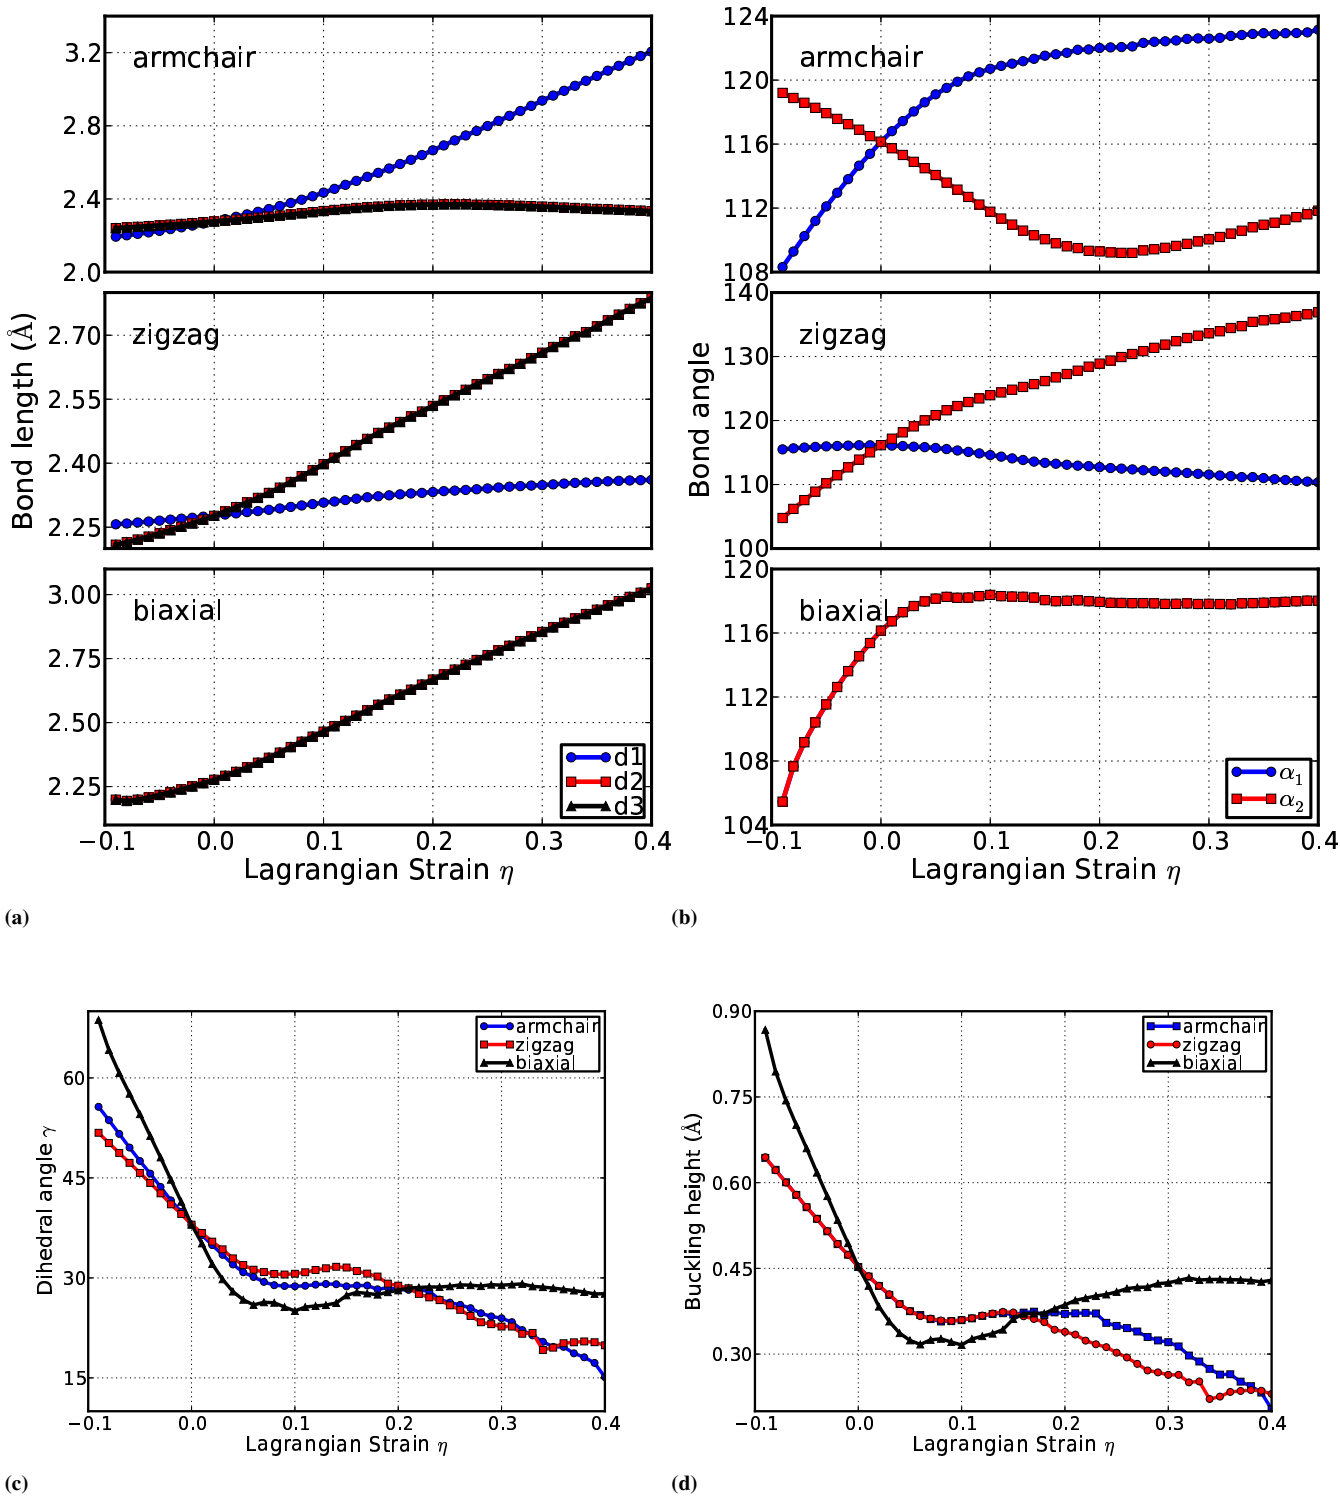 armchair
3.2
2.8
2.4
2.0
zigzag
2.70
2.55
2.40
2.25
Bond length (Å)
biaxial
3.00
2.75
2.50
2.25
d1
d2
d3
−0.1 0.0 0.1 0.2 0.3 0.4
Lagrangian Strain η
(a)
armchair
124
120
116
112
108
zigzag
140
130
120
110
100
Bond angle
biaxial
120
116
112
108
104
α1
α2
−0.1 0.0 0.1 0.2 0.3 0.4
Lagrangian Strain η
(b)
armchair
zigzag
biaxial
60
45
30
15
Dihedral angle γ
−0.1 0.0 0.1 0.2 0.3 0.4
Lagrangian Strain η
(c)
armchair
zigzag
biaxial
0.90
0.75
0.60
0.45
0.30
Buckling height (Å)
−0.1 0.0 0.1 0.2 0.3 0.4
Lagrangian Strain η
(d)